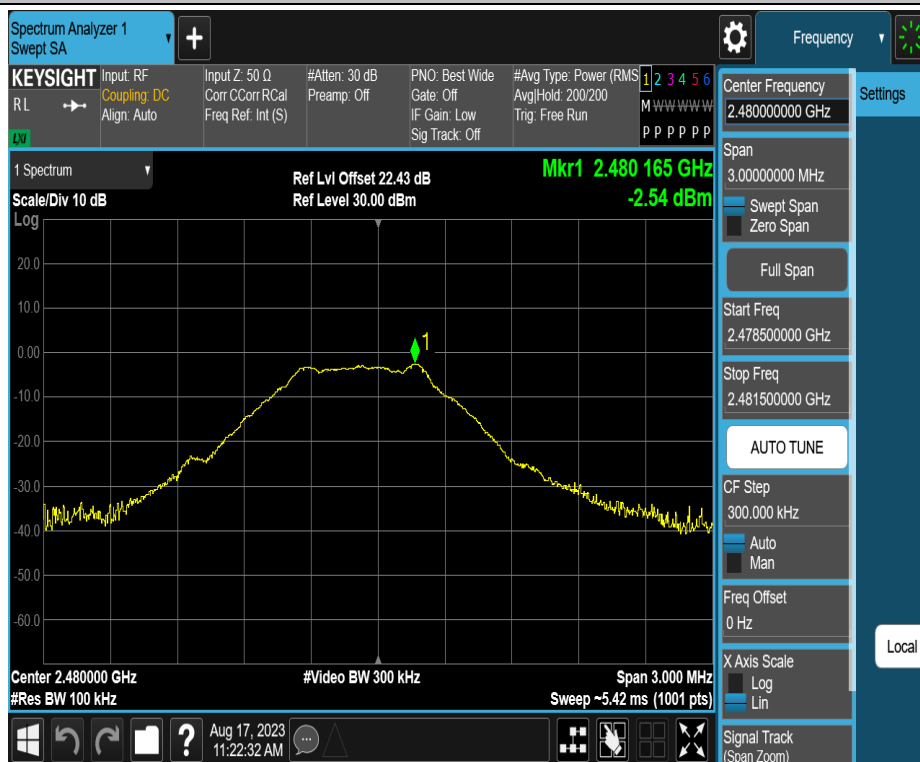 Spectrum Analyzer 1
Swept SA
+
Frequency
KEYSIGHT
RL
LXI
Input: RF
Coupling: DC
Align: Auto
Input Z: 50 Ω
Corr CCorr RCal
Freq Ref: Int (S)
#Atten: 30 dB
Preamp: Off
PNO: Best Wide
Gate: Off
IF Gain: Low
Sig Track: Off
#Avg Type: Power (RMS
Avg|Hold: 200/200
Trig: Free Run
1 2 3 4 5 6
M W W W W W
P P P P P P
1 Spectrum
Scale/Div 10 dB
Log
Ref Lvl Offset 22.43 dB
Ref Level 30.00 dBm
Mkr1 2.480 165 GHz
-2.54 dBm
20.0
10.0
0.00
-10.0
-20.0
-30.0
-40.0
-50.0
-60.0
1
Center 2.480000 GHz
#Res BW 100 kHz
#Video BW 300 kHz
Span 3.000 MHz
Sweep ~5.42 ms (1001 pts)
Center Frequency
2.480000000 GHz
Span
3.00000000 MHz
Swept Span
Zero Span
Full Span
Start Freq
2.478500000 GHz
Stop Freq
2.481500000 GHz
AUTO TUNE
CF Step
300.000 kHz
Auto
Man
Freq Offset
0 Hz
X Axis Scale
Log
Lin
Signal Track
(Span Zoom)
Settings
Local
?
Aug 17, 2023
11:22:32 AM